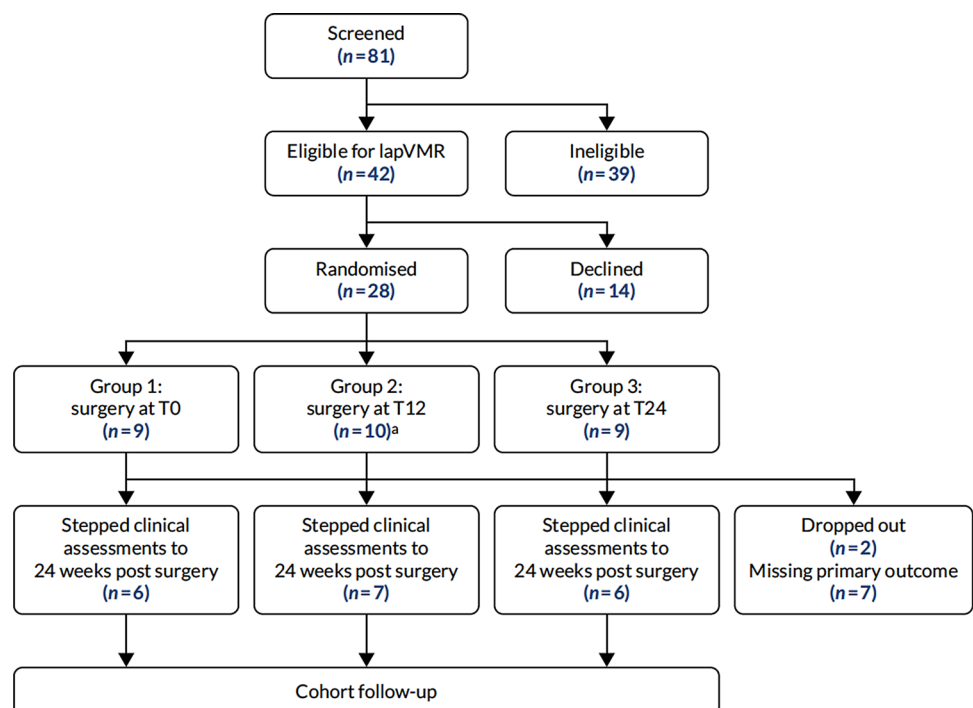 Screened
(n=81)
Eligible for lapVMR
(n=42)
Ineligible
(n=39)
Randomised
(n=28)
Declined
(n=14)
Group 1:
surgery at T0
(n=9)
Group 2:
surgery at T12
(n=10)a
Group 3:
surgery at T24
(n=9)
Stepped clinical
assessments to
24 weeks post surgery
(n=6)
Stepped clinical
assessments to
24 weeks post surgery
(n=7)
Stepped clinical
assessments to
24 weeks post surgery
(n=6)
Dropped out
(n=2)
Missing primary outcome
(n=7)
Cohort follow-up